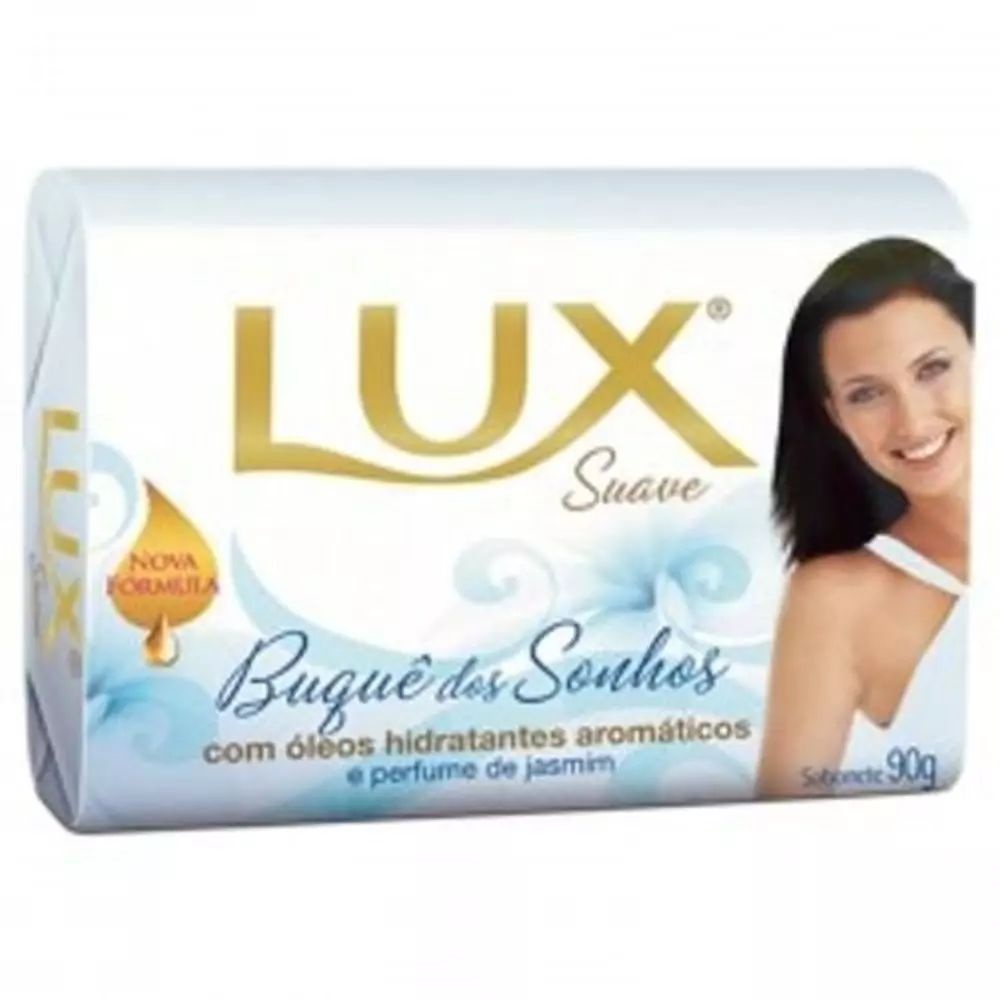 LUX®
Suave
NOVA
FÓRMULA
Buquê dos Sonhos
com óleos hidratantes aromáticos
e perfume de jasmim
Sabonete 90g
LUX®